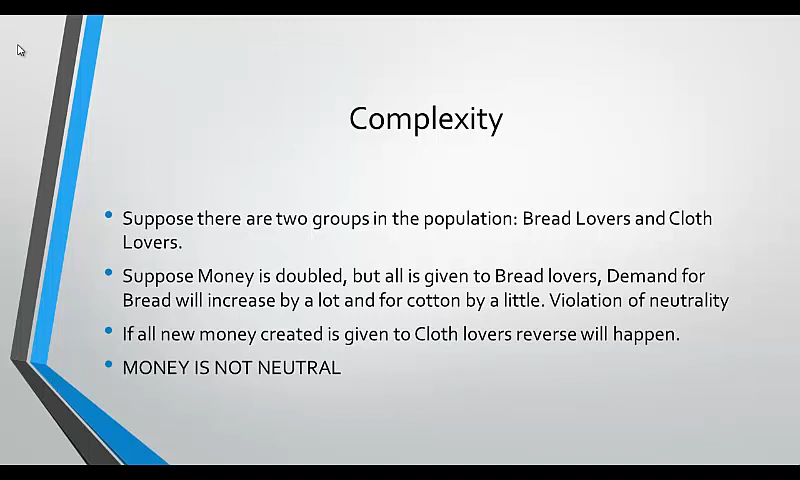 Complexity
Suppose there are two groups in the population: Bread Lovers and Cloth
Lovers.
Suppose Money is doubled, but all is given to Bread lovers, Demand for
Bread will increase by a lot and for cotton by a little. Violation of neutrality
If all new money created is given to Cloth lovers reverse will happen.
MONEY IS NOT NEUTRAL